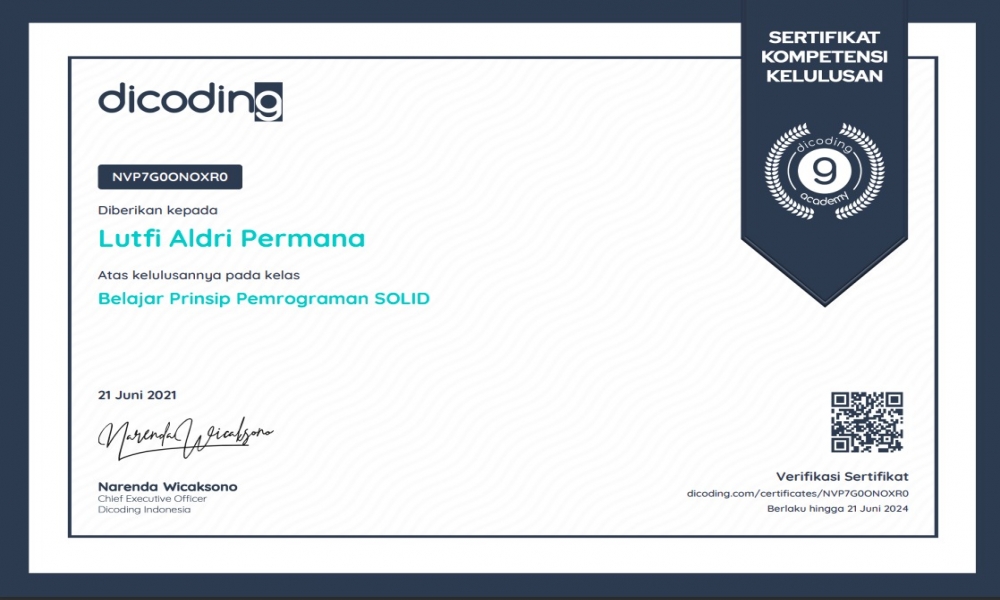 SERTIFIKAT
KOMPETENSI
KELULUSAN
dicoding
dicoding
9
academy
NVP7G0ONOXR0
Diberikan kepada
Lutfi Aldri Permana
Atas kelulusannya pada kelas
Belajar Prinsip Pemrograman SOLID
21 Juni 2021
Narenda Wicaksono
Narenda Wicaksono
Chief Executive Officer
Dicoding Indonesia
Verifikasi Sertifikat
dicoding.com/certificates/NVP7G0ONOXR0
Berlaku hingga 21 Juni 2024